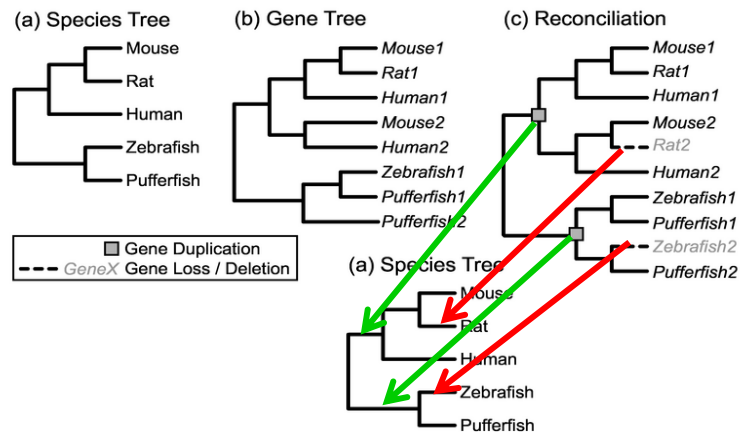 (a) Species Tree
Mouse
Rat
Human
Zebrafish
Pufferfish
(b) Gene Tree
Mouse1
Rat1
Human1
Mouse2
Human2
Zebrafish1
Pufferfish1
Pufferfish2
(c) Reconciliation
Mouse1
Rat1
Human1
Mouse2
Rat2
Human2
Zebrafish1
Pufferfish1
Zebrafish2
Pufferfish2
Gene Duplication
GeneX Gene Loss / Deletion
(a) Species Tree
Mouse
Rat
Human
Zebrafish
Pufferfish